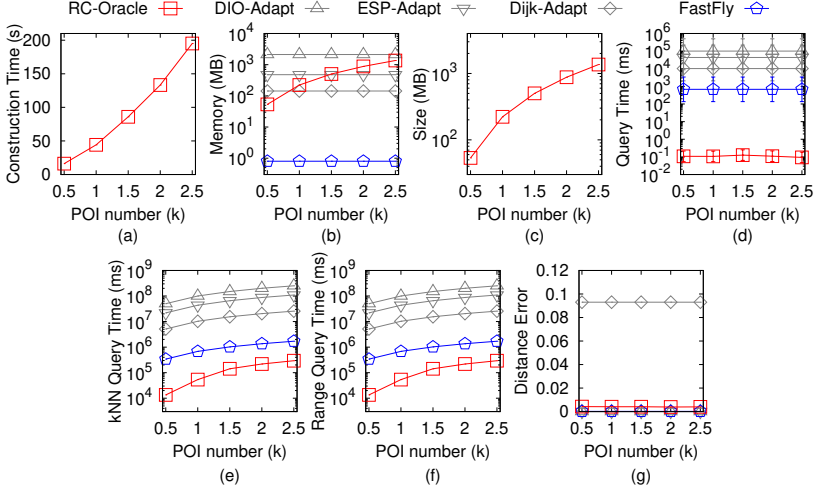 RC-Oracle DIO-Adapt ESP-Adapt Dijk-Adapt FastFly
Construction Time (s)
200
150
100
50
0
0.5 1 1.5 2 2.5
POI number (k)
(a)
Memory (MB)
10^4
10^3
10^2
10^1
10^0
0.5 1 1.5 2 2.5
POI number (k)
(b)
Size (MB)
10^3
10^2
0.5 1 1.5 2 2.5
POI number (k)
(c)
Query Time (ms)
10^6
10^5
10^4
10^3
10^2
10^1
10^0
10^-1
10^-2
0.5 1 1.5 2 2.5
POI number (k)
(d)
kNN Query Time (ms)
10^9
10^8
10^7
10^6
10^5
10^4
0.5 1 1.5 2 2.5
POI number (k)
(e)
Range Query Time (ms)
10^9
10^8
10^7
10^6
10^5
10^4
0.5 1 1.5 2 2.5
POI number (k)
(f)
Distance Error
0.12
0.1
0.08
0.06
0.04
0.02
0
0.5 1 1.5 2 2.5
POI number (k)
(g)